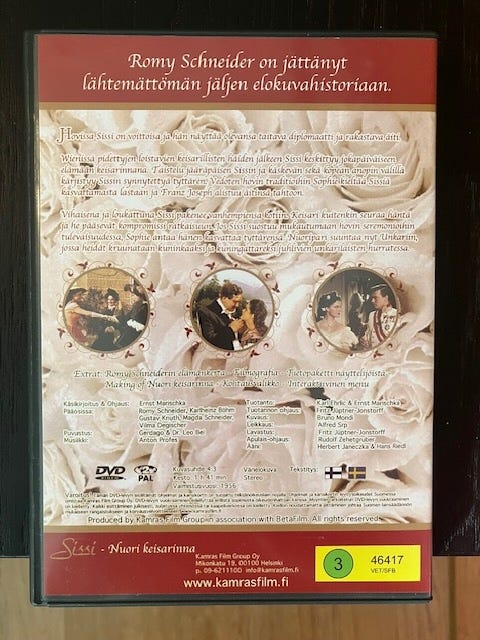 Romy Schneider on jättänyt
lähtemättömän jäljen elokuvahistoriaan.
Hovissa Sissi on voittoisa ja hän näyttää olevansa taitava diplomaatti ja rakastava äiti.
Wienissä pidettyjen loistavien keisarillisten häiden jälkeen Sissi keskittyy jokapäiväiseen
elämään keisarinnana. Taistelu jääräpäisen Sissin ja käskevän sekä kopean anopin välillä
kärjistyy Sissin synnytettyä tyttären. Vedoten hovin traditioihin Sophie kieltää Sissiä
kasvattamasta lastaan ja Franz Joseph alistuu äitinsä tahtoon.
Vihaisena ja loukattuna Sissi pakenee vanhempiensa kotiin. Keisari kuitenkin seuraa häntä
ja he pääsevät kompromissi ratkaisuun. Jos Sissi suostuu mukautumaan hovin seremonioihin
tulevaisuudessa, Sophie antaa hänen kasvattaa tyttärensä. Nuoripari suuntaa nyt Unkariin,
jossa heidät kruunataan kuninkaaksi ja kuningattareksi juhlivien unkarilaisten hurratessa.
Extrat: Romy Schneiderin elämänkerta - Filmografia - Tietopaketti näyttelijöistä
Making of Nuori keisarinna - Kohtausvalikko - Interaktiivinen menu
Käsikirjoitus & Ohjaus: Ernst Marischka
Pääosissa: Romy Schneider, Karlheinz Böhm
Gustav Knuth, Magda Schneider,
Vilma Degischer
Puvustus: Gerdago & Dr. Leo Bei
Musiikki: Anton Profes
Tuotanto: Karl Ehrlic & Ernst Marischka
Tuotannon ohjaus: Fritz Jüptner-Jonstorff
Kuvaus: Bruno Mondi
Leikkaus: Alfred Srp
Lavastus: Fritz Jüptner-Jonstorff
Apulais-ohjaus: Rudolf Zehetgruber
Ääni: Herbert Janeczka & Hans Riedl
DVD
VIDEO
2
PAL
Kuvasuhde 4:3
Kesto: 1 h 41 min
Valmistusvuosi: 1956
Värielokuva
Stereo
Tekstitys:
Produced by Kamras Film Group in association with BetaFilm. All rights reserved.
Sissi - Nuori keisarinna
Kamras Film Group Oy
Mikonkatu 19, 00100 Helsinki
p. 09-6211100 info@kamrasfilm.fi
www.kamrasfilm.fi
3
46417
VET/SFB